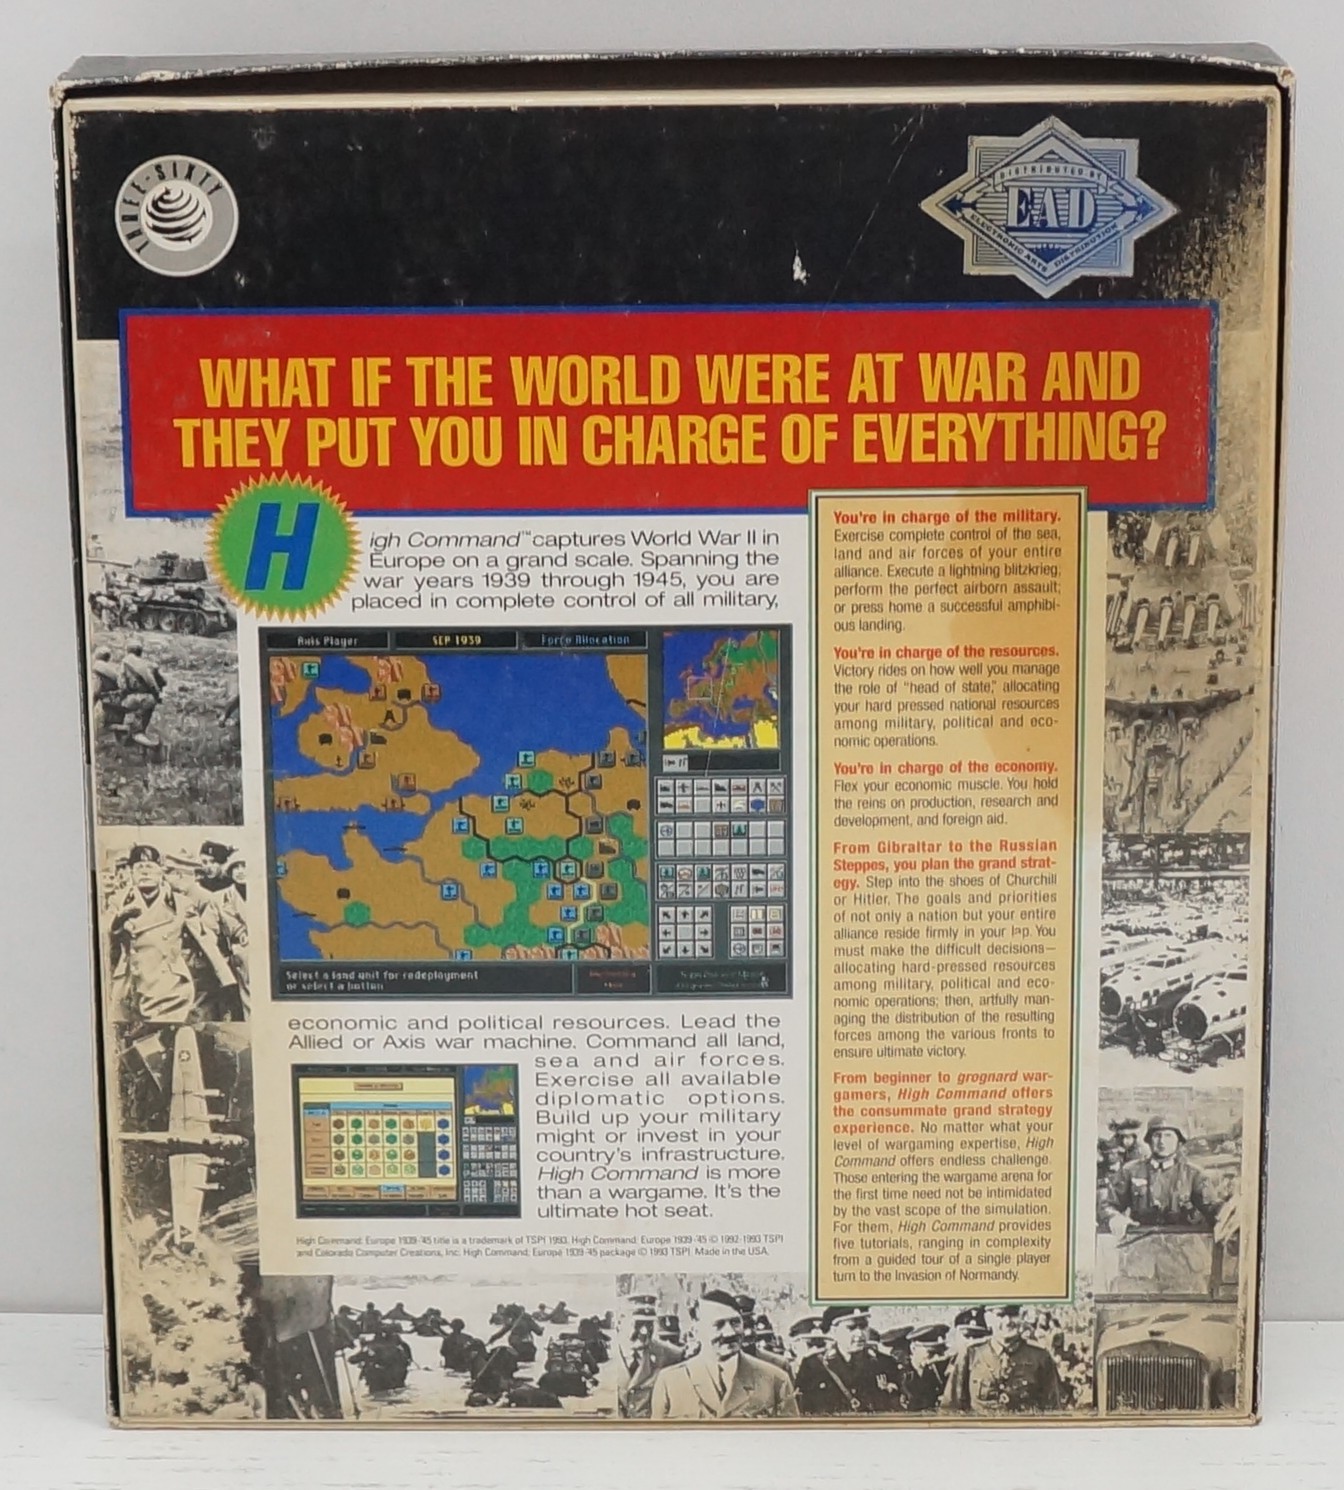 THREE-SIXTY
DISTRIBUTED BY
EAD
ELECTRONIC ARTS DISTRIBUTION
WHAT IF THE WORLD WERE AT WAR AND
THEY PUT YOU IN CHARGE OF EVERYTHING?
High Command™ captures World War II in
Europe on a grand scale. Spanning the
war years 1939 through 1945, you are
placed in complete control of all military,
Axis Player
SEP 1939
Force Allocation
Select a land unit for redeployment
or select a button
economic and political resources. Lead the
Allied or Axis war machine. Command all land,
sea and air forces.
Exercise all available
diplomatic options.
Build up your military
might or invest in your
country's infrastructure.
High Command is more
than a wargame. It's the
ultimate hot seat.
High Command: Europe 1939-'45 title is a trademark of TSPI 1993. High Command: Europe 1939-'45 © 1992-1993 TSPI
and Colorado Computer Creations, Inc. High Command: Europe 1939-'45 package © 1993 TSPI. Made in the USA.
You're in charge of the military.
Exercise complete control of the sea,
land and air forces of your entire
alliance. Execute a lightning blitzkrieg;
perform the perfect airborn assault;
or press home a successful amphibi-
ous landing.
You're in charge of the resources.
Victory rides on how well you manage
the role of "head of state," allocating
your hard pressed national resources
among military, political and eco-
nomic operations.
You're in charge of the economy.
Flex your economic muscle. You hold
the reins on production, research and
development, and foreign aid.
From Gibraltar to the Russian
Steppes, you plan the grand strat-
egy. Step into the shoes of Churchill
or Hitler. The goals and priorities
of not only a nation but your entire
alliance reside firmly in your lap. You
must make the difficult decisions—
allocating hard-pressed resources
among military, political and eco-
nomic operations; then, artfully man-
aging the distribution of the resulting
forces among the various fronts to
ensure ultimate victory.
From beginner to grognard war-
gamers, High Command offers
the consummate grand strategy
experience. No matter what your
level of wargaming expertise, High
Command offers endless challenge.
Those entering the wargame arena for
the first time need not be intimidated
by the vast scope of the simulation.
For them, High Command provides
five tutorials, ranging in complexity
from a guided tour of a single player
turn to the Invasion of Normandy.